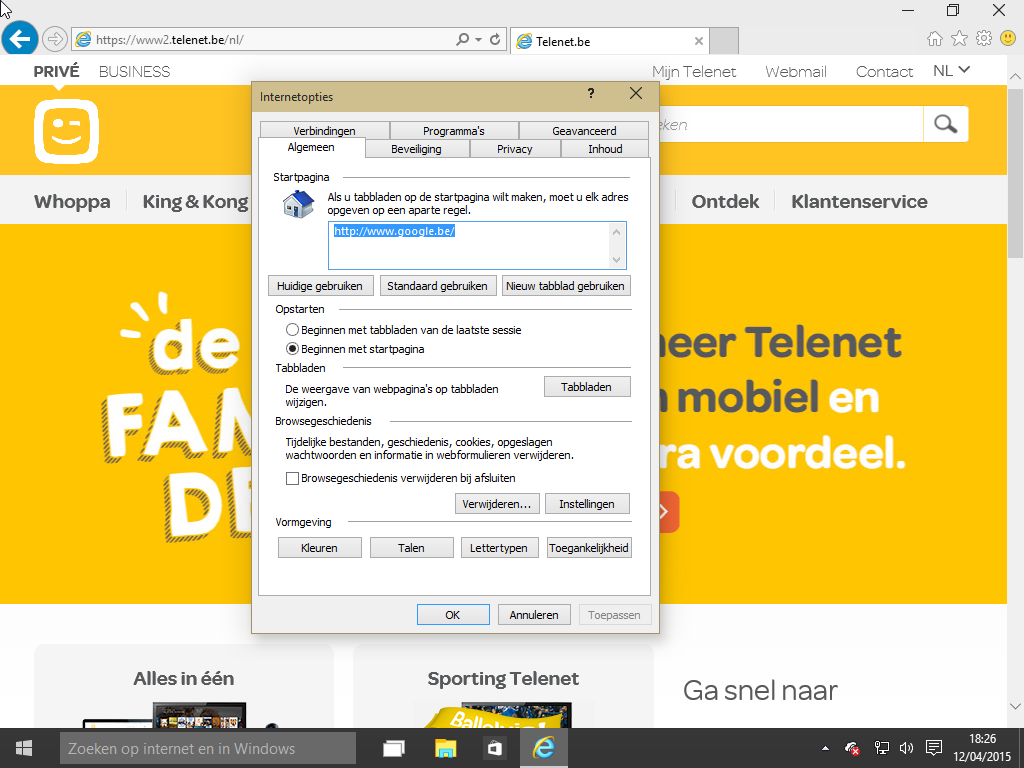 https://www2.telenet.be/nl/
Telenet.be
PRIVÉ
BUSINESS
Mijn Telenet
Webmail
Contact
NL
Internetopties
?
eken
Verbindingen
Programma's
Geavanceerd
Algemeen
Beveiliging
Privacy
Inhoud
Whoppa
King & Kong
Ontdek
Klantenservice
Startpagina
Als u tabbladen op de startpagina wilt maken, moet u elk adres
opgeven op een aparte regel.
http://www.google.be/
Huidige gebruiken
Standaard gebruiken
Nieuw tabblad gebruiken
Opstarten
Beginnen met tabbladen van de laatste sessie
Beginnen met startpagina
Tabbladen
De weergave van webpagina's op tabbladen
wijzigen.
Tabbladen
Browsegeschiedenis
Tijdelijke bestanden, geschiedenis, cookies, opgeslagen
wachtwoorden en informatie in webformulieren verwijderen.
Browsegeschiedenis verwijderen bij afsluiten
Verwijderen...
Instellingen
Vormgeving
Kleuren
Talen
Lettertypen
Toegankelijkheid
OK
Annuleren
Toepassen
de
FAM
DE
meer Telenet
n mobiel en
ra voordeel.
Alles in één
Sporting Telenet
Ga snel naar
Zoeken op internet en in Windows
18:26
12/04/2015